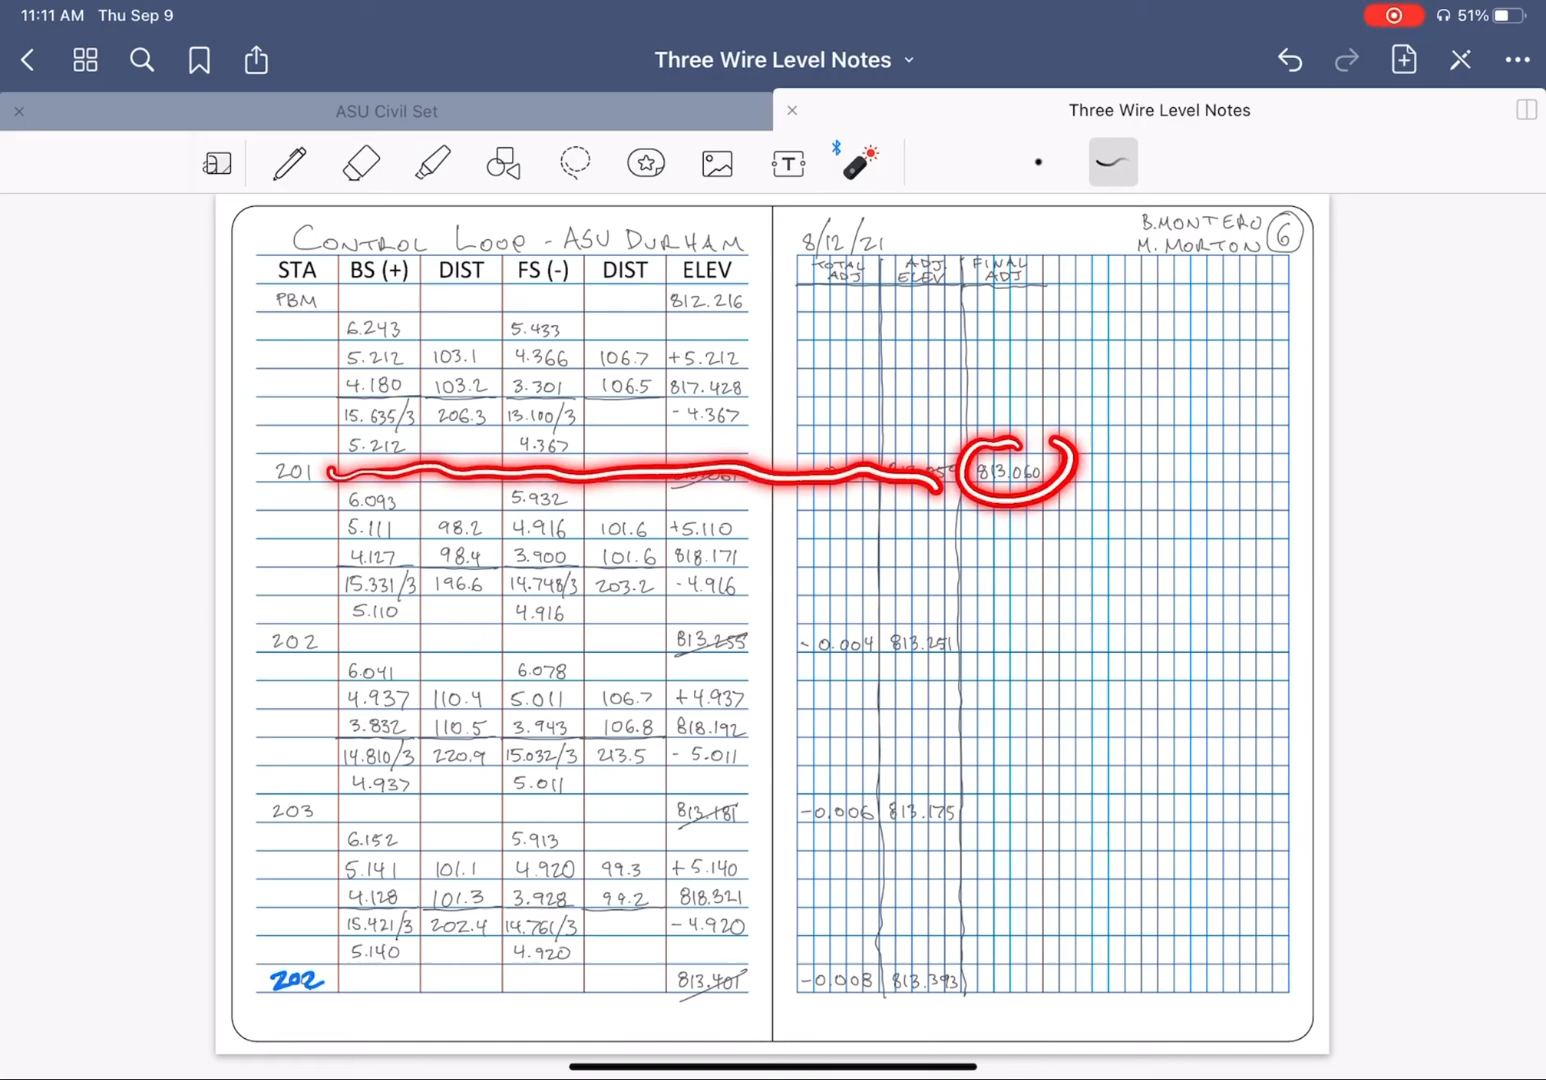 11:11 AM Thu Sep 9
51%
Three Wire Level Notes
ASU Civil Set
Three Wire Level Notes
T
CONTROL LOOP - ASU DURHAM
8/12/21
B. MONTERO
M. MORTON
6
STA BS (+) DIST FS (-) DIST ELEV
TOTAL ADJ
ADJ. ELEV
FINAL ADJ
PBM 812.216
6.243 5.433
5.212 103.1 4.366 106.7 +5.212
4.180 103.2 3.301 106.5 817.428
15.635/3 206.3 13.100/3 - 4.367
5.212 4.367
201 813.060
6.093 5.932
5.111 98.2 4.916 101.6 +5.110
4.127 98.4 3.900 101.6 818.171
15.331/3 196.6 14.748/3 203.2 - 4.916
5.110 4.916
202 813.255 - 0.004 813.251
6.041 6.078
4.937 110.4 5.011 106.7 +4.937
3.832 110.5 3.943 106.8 818.192
14.810/3 220.9 15.032/3 213.5 - 5.011
4.937 5.011
203 813.181 -0.006 813.175
6.152 5.913
5.141 101.1 4.920 99.3 +5.140
4.128 101.3 3.928 99.2 818.321
15.421/3 202.4 14.761/3 - 4.920
5.140 4.920
202 813.401 -0.008 813.393